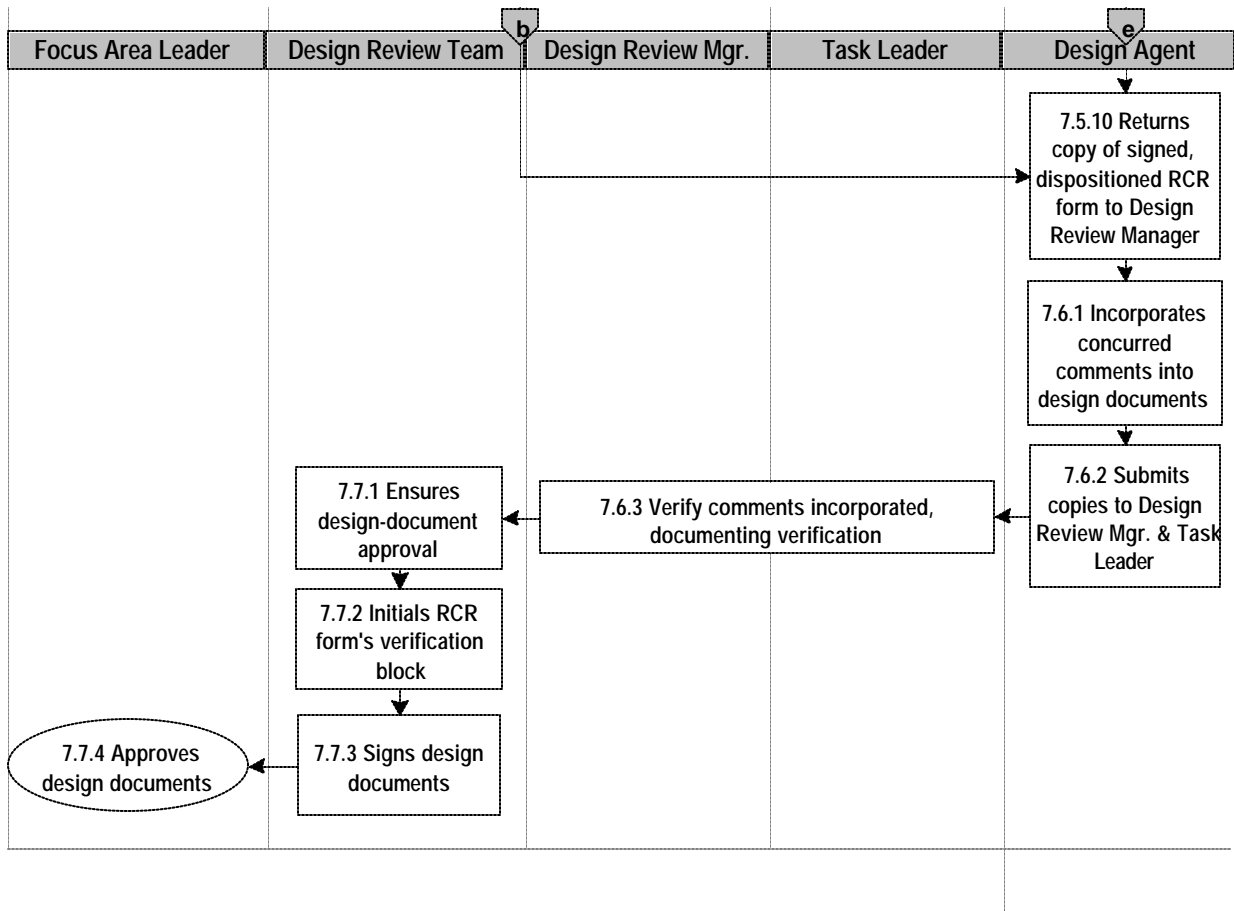 b
e
Focus Area Leader
Design Review Team
Design Review Mgr.
Task Leader
Design Agent
7.5.10 Returns
copy of signed,
dispositioned RCR
form to Design
Review Manager
7.6.1 Incorporates
concurred
comments into
design documents
7.6.2 Submits
copies to Design
Review Mgr. & Task
Leader
7.6.3 Verify comments incorporated,
documenting verification
7.7.1 Ensures
design-document
approval
7.7.2 Initials RCR
form's verification
block
7.7.3 Signs design
documents
7.7.4 Approves
design documents